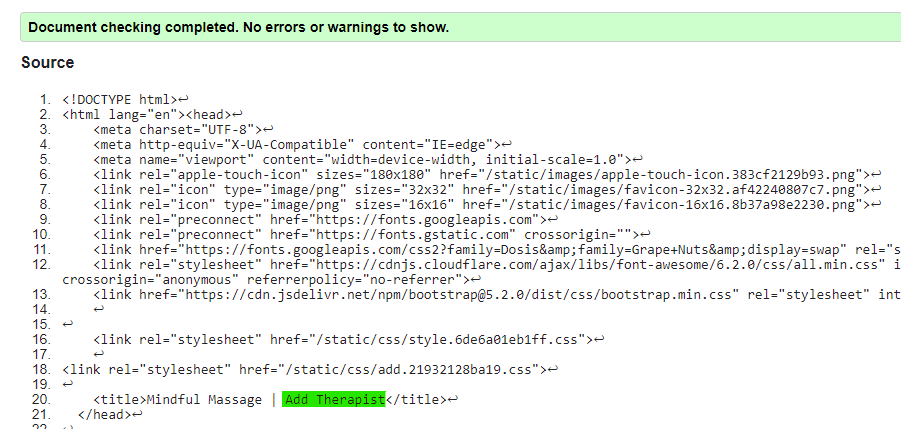 Document checking completed. No errors or warnings to show.
Source
1. <!DOCTYPE html>↩
2. <html lang="en"><head>↩
3. <meta charset="UTF-8">↩
4. <meta http-equiv="X-UA-Compatible" content="IE=edge">↩
5. <meta name="viewport" content="width=device-width, initial-scale=1.0">↩
6. <link rel="apple-touch-icon" sizes="180x180" href="/static/images/apple-touch-icon.383cf2129b93.png">↩
7. <link rel="icon" type="image/png" sizes="32x32" href="/static/images/favicon-32x32.af42240807c7.png">↩
8. <link rel="icon" type="image/png" sizes="16x16" href="/static/images/favicon-16x16.8b37a98e2230.png">↩
9. <link rel="preconnect" href="https://fonts.googleapis.com">↩
10. <link rel="preconnect" href="https://fonts.gstatic.com" crossorigin="">↩
11. <link href="https://fonts.googleapis.com/css2?family=Dosis&amp;family=Grape+Nuts&amp;display=swap" rel="s
12. <link rel="stylesheet" href="https://cdnjs.cloudflare.com/ajax/libs/font-awesome/6.2.0/css/all.min.css" i
crossorigin="anonymous" referrerpolicy="no-referrer">↩
13. <link href="https://cdn.jsdelivr.net/npm/bootstrap@5.2.0/dist/css/bootstrap.min.css" rel="stylesheet" int
14. ↩
15. ↩
16. <link rel="stylesheet" href="/static/css/style.6de6a01eb1ff.css">↩
17. ↩
18. <link rel="stylesheet" href="/static/css/add.21932128ba19.css">↩
19. ↩
20. <title>Mindful Massage | Add Therapist</title>↩
21. </head>↩
22. ↩